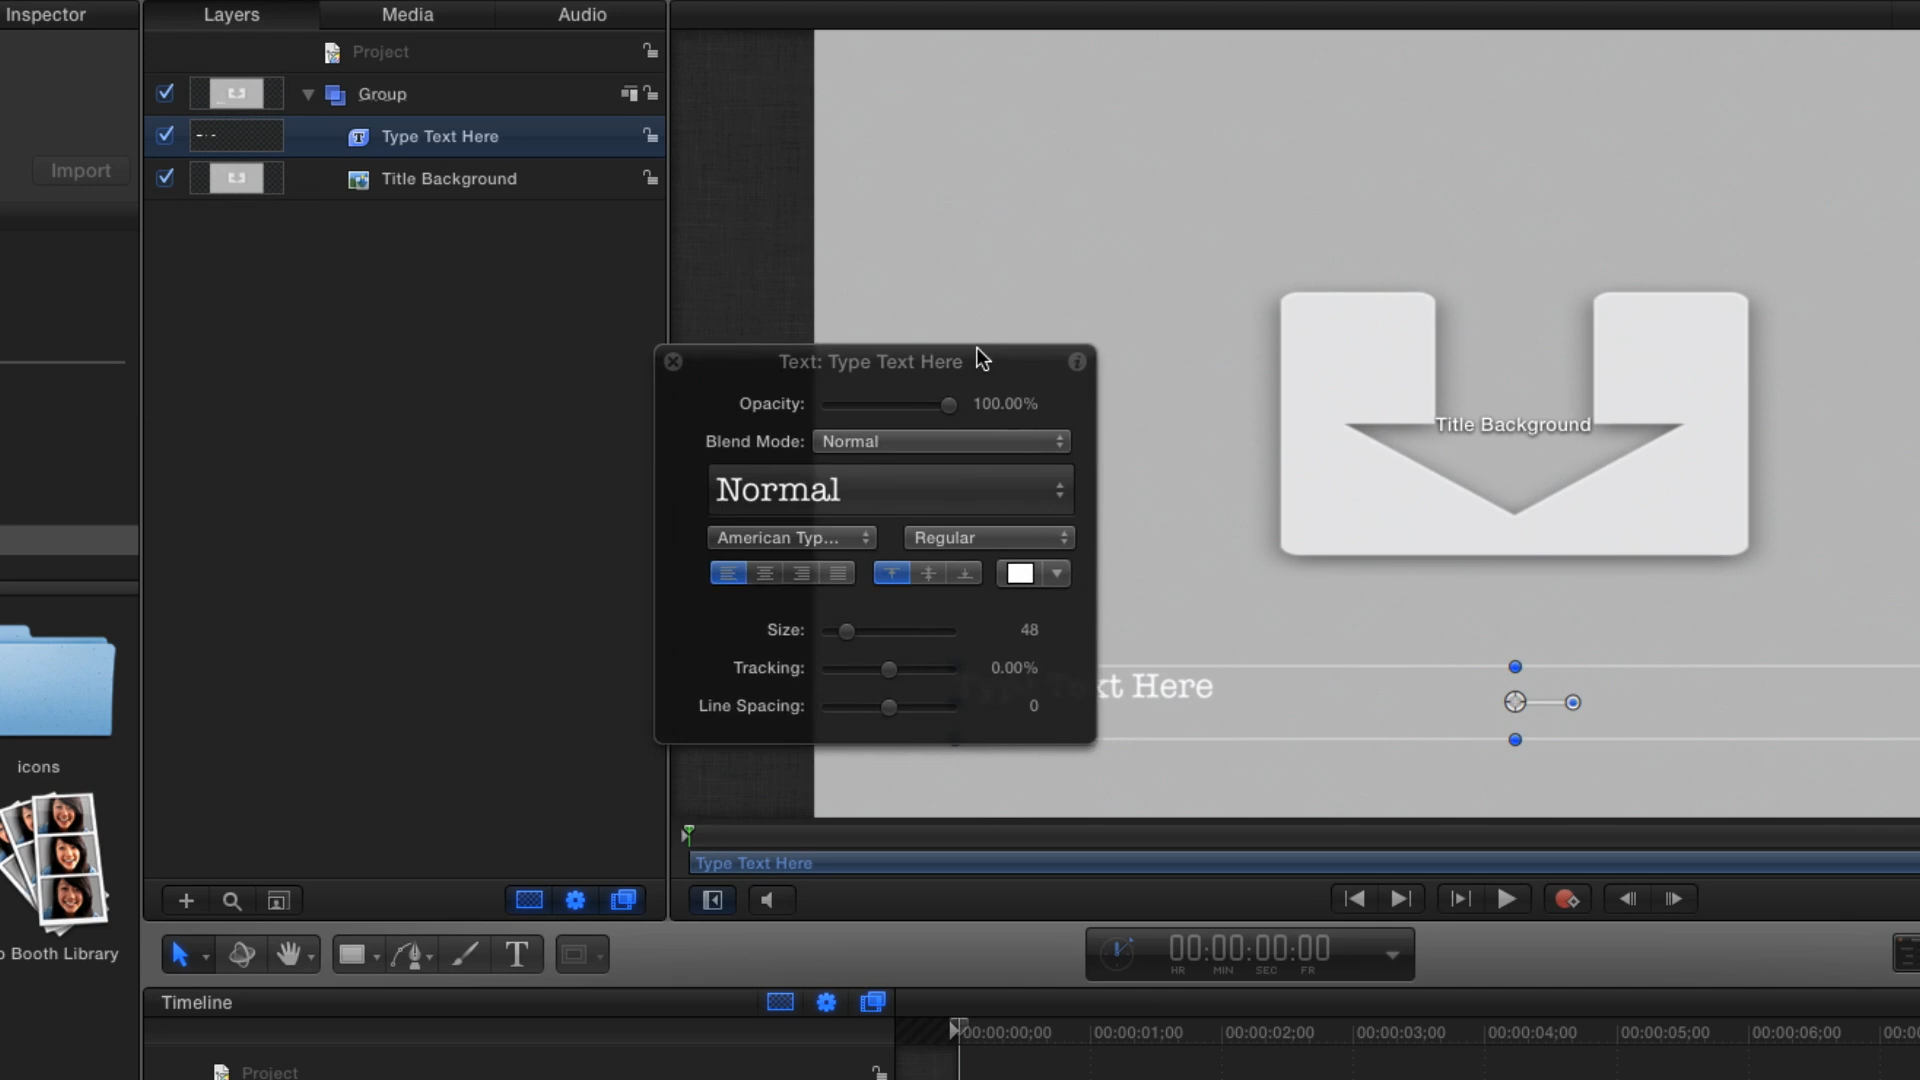 Inspector
Layers
Media
Audio
Project
Group
Type Text Here
Title Background
Import
Text: Type Text Here
Opacity:
100.00%
Blend Mode:
Normal
Normal
American Typ...
Regular
Size:
48
Tracking:
0.00%
Line Spacing:
0
Title Background
xt Here
Type Text Here
icons
o Booth Library
T
00:00:00:00
HR
MIN
SEC
FR
Timeline
00:00:00;00
00:00:01;00
00:00:02;00
00:00:03;00
00:00:04;00
00:00:05;00
00:00:06;00
00:00
Project